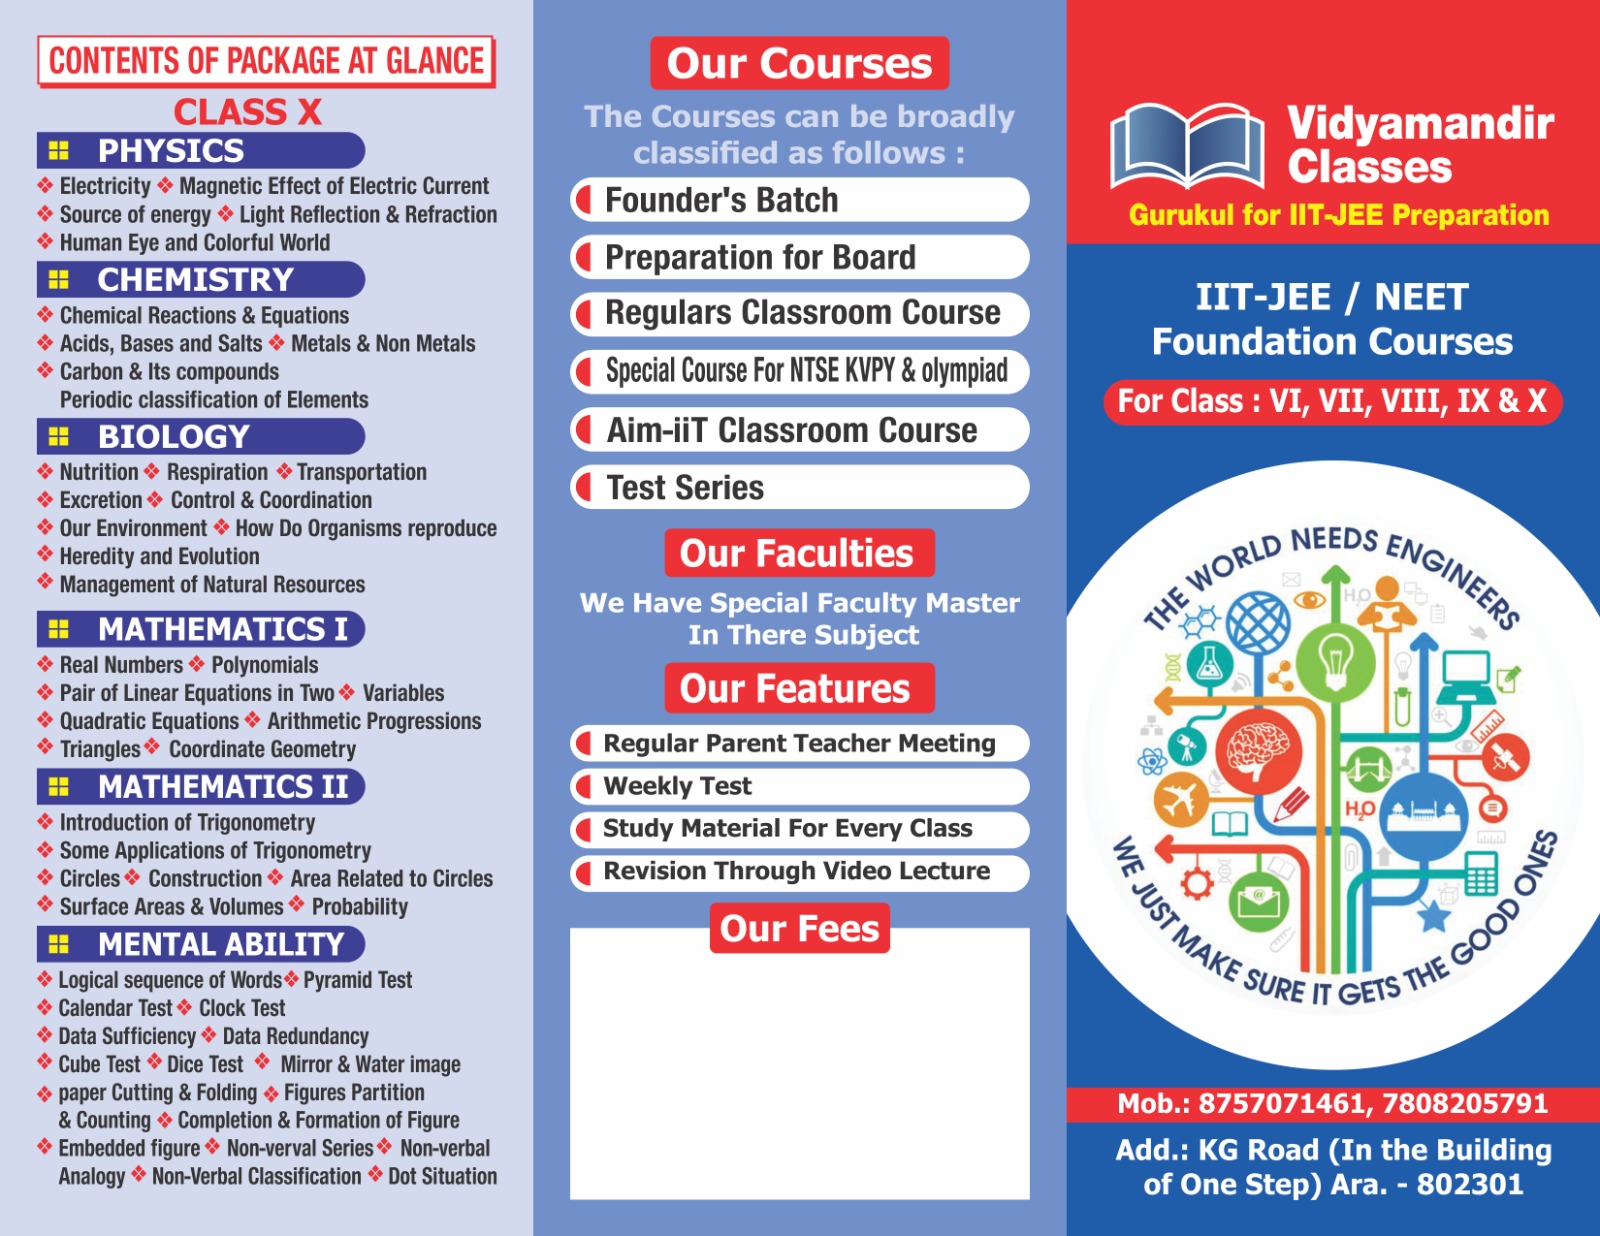 CONTENTS OF PACKAGE AT GLANCE
CLASS X
PHYSICS
Electricity Magnetic Effect of Electric Current
Source of energy Light Reflection & Refraction
Human Eye and Colorful World
CHEMISTRY
Chemical Reactions & Equations
Acids, Bases and Salts Metals & Non Metals
Carbon & Its compounds
Periodic classification of Elements
BIOLOGY
Nutrition Respiration Transportation
Excretion Control & Coordination
Our Environment How Do Organisms reproduce
Heredity and Evolution
Management of Natural Resources
MATHEMATICS I
Real Numbers Polynomials
Pair of Linear Equations in Two Variables
Quadratic Equations Arithmetic Progressions
Triangles Coordinate Geometry
MATHEMATICS II
Introduction of Trigonometry
Some Applications of Trigonometry
Circles Construction Area Related to Circles
Surface Areas & Volumes Probability
MENTAL ABILITY
Logical sequence of Words Pyramid Test
Calendar Test Clock Test
Data Sufficiency Data Redundancy
Cube Test Dice Test Mirror & Water image
paper Cutting & Folding Figures Partition
& Counting Completion & Formation of Figure
Embedded figure Non-verval Series Non-verbal
Analogy Non-Verbal Classification Dot Situation
Our Courses
The Courses can be broadly
classified as follows :
Founder's Batch
Preparation for Board
Regulars Classroom Course
Special Course For NTSE KVPY & olympiad
Aim-iiT Classroom Course
Test Series
Our Faculties
We Have Special Faculty Master
In There Subject
Our Features
Regular Parent Teacher Meeting
Weekly Test
Study Material For Every Class
Revision Through Video Lecture
Our Fees
Vidyamandir
Classes
Gurukul for IIT-JEE Preparation
IIT-JEE / NEET
Foundation Courses
For Class : VI, VII, VIII, IX & X
THE WORLD NEEDS ENGINEERS
H₂O
H₂O
@
WE JUST MAKE SURE IT GETS THE GOOD ONES
Mob.: 8757071461, 7808205791
Add.: KG Road (In the Building
of One Step) Ara. - 802301